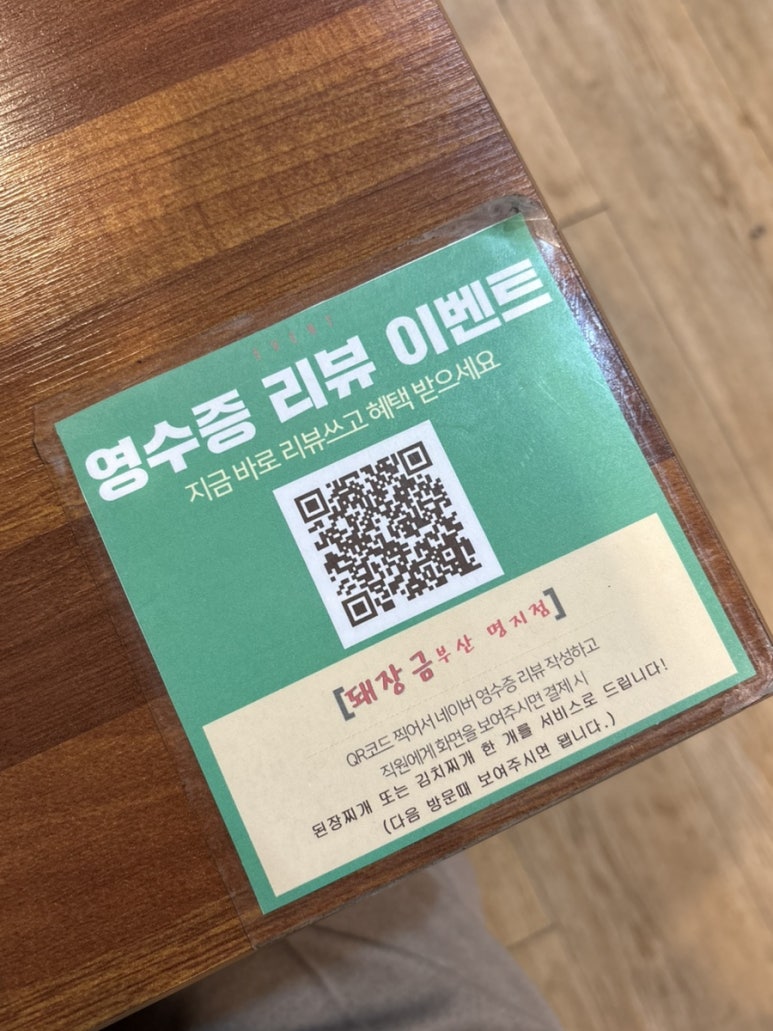 영수증 리뷰 이벤트
지금 바로 리뷰쓰고 혜택 받으세요
[돼장금 부산 명지점]
QR코드 찍어서 네이버 영수증 리뷰 작성하고
직원에게 화면을 보여주시면 결제 시
된장찌개 또는 김치찌개 한 개를 서비스로 드립니다!
(다음 방문때 보여주시면 됩니다.)